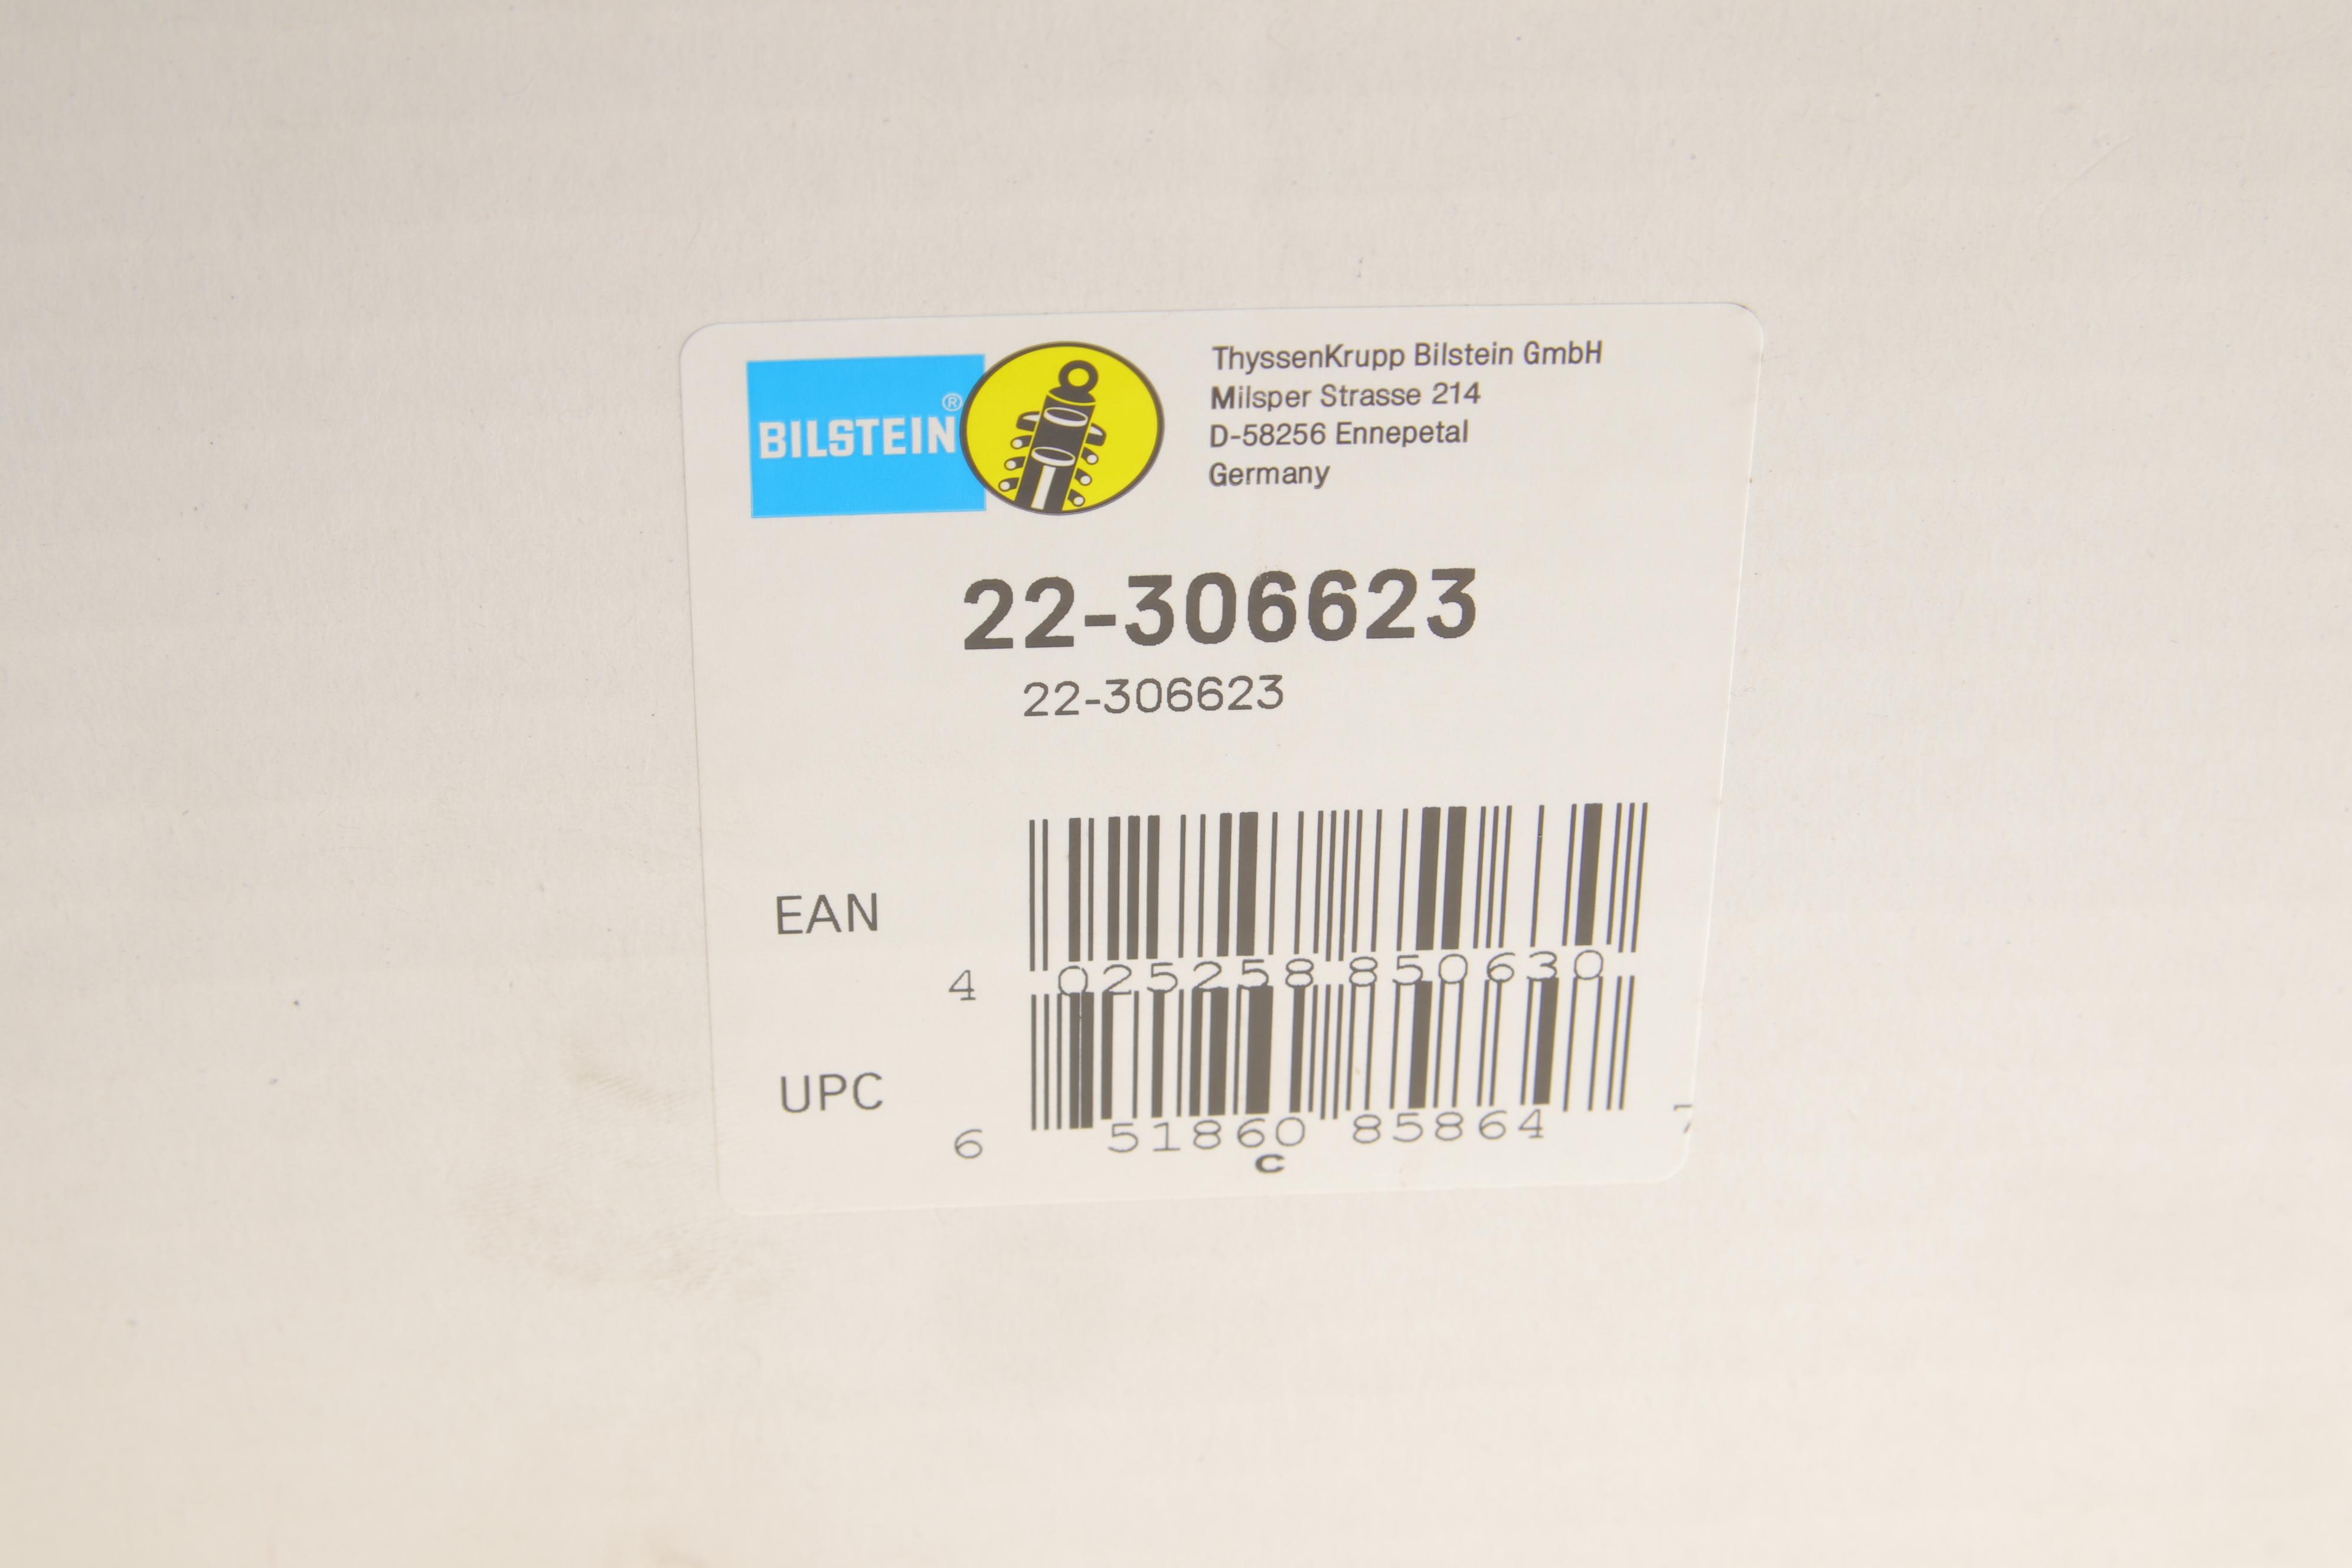 BILSTEIN®
ThyssenKrupp Bilstein GmbH
Milsper Strasse 214
D-58256 Ennepetal
Germany
22-306623
22-306623
EAN
4 025258 850630
UPC
6 51860 85864 7
C